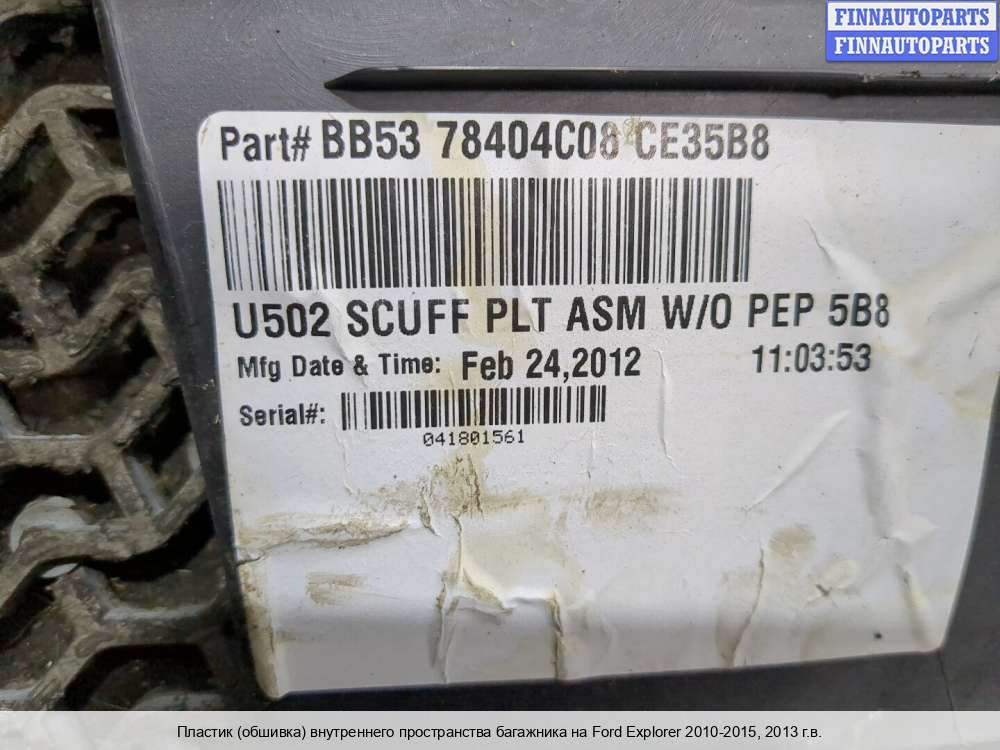 FINNAUTOPARTS
FINNAUTOPARTS
Part# BB53 78404C08 CE35B8
U502 SCUFF PLT ASM W/O PEP 5B8
Mfg Date & Time: Feb 24,2012 11:03:53
Serial#:
041801561
Пластик (обшивка) внутреннего пространства багажника на Ford Explorer 2010-2015, 2013 г.в.